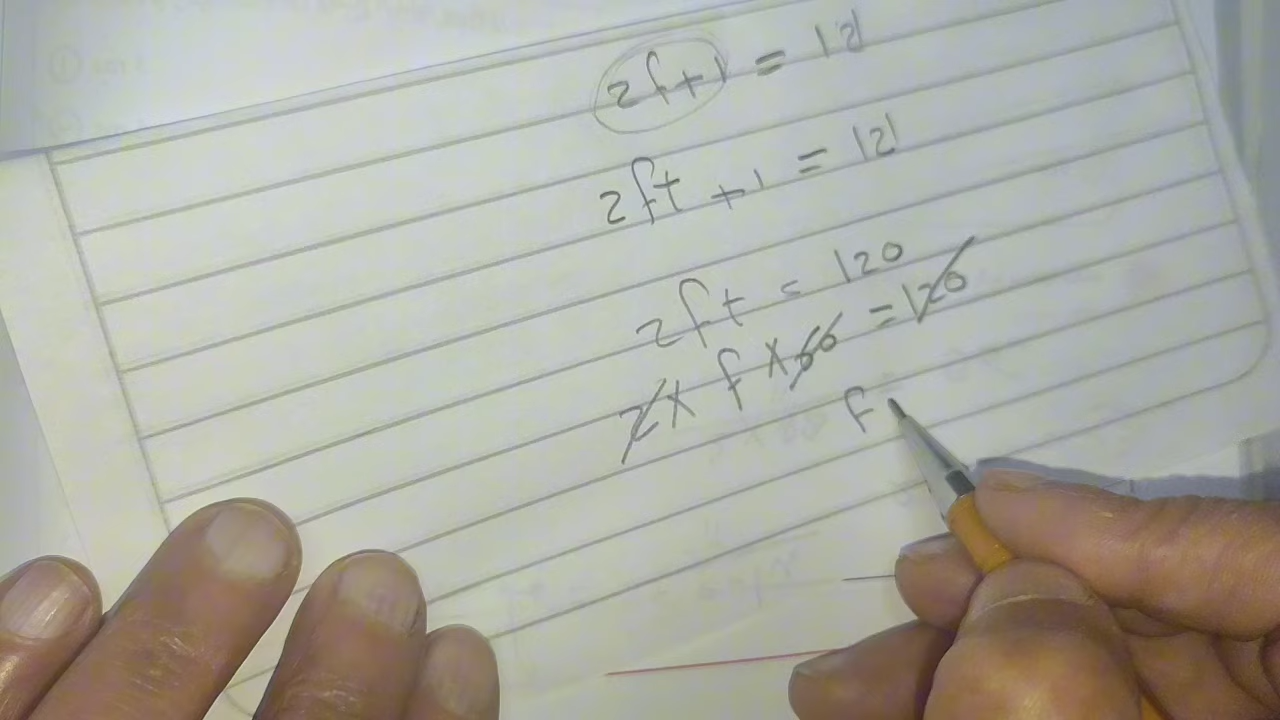 2f+1 = 121
2ft +1 = 121
2ft = 120
2 x f x 60 = 120
f